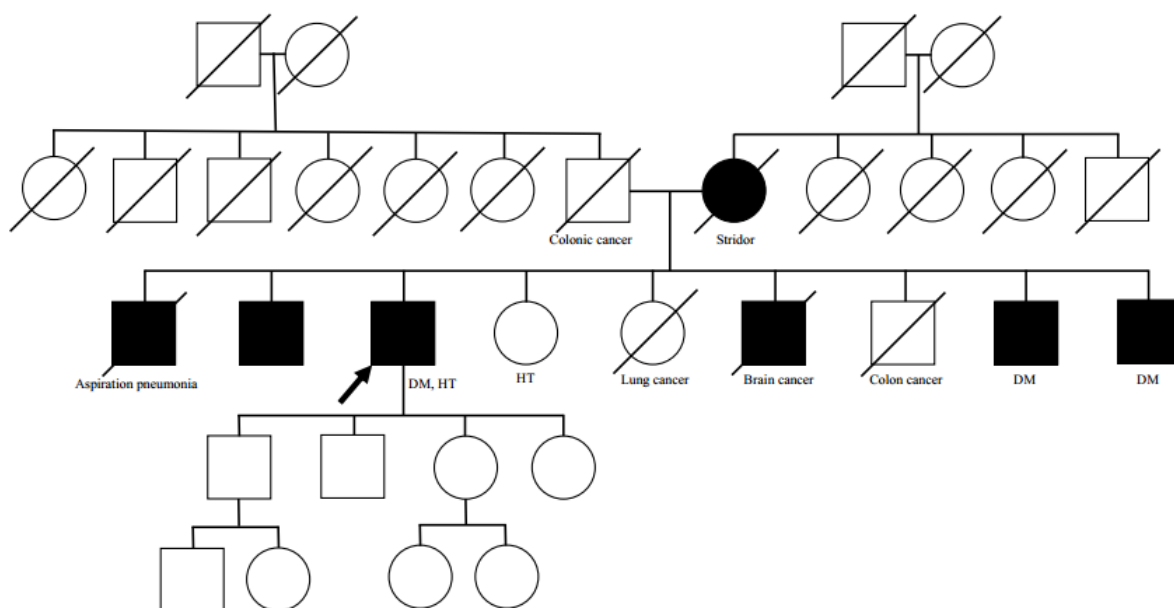 Colonic cancer
Stridor
Aspiration pneumonia
DM, HT
HT
Lung cancer
Brain cancer
Colon cancer
DM
DM